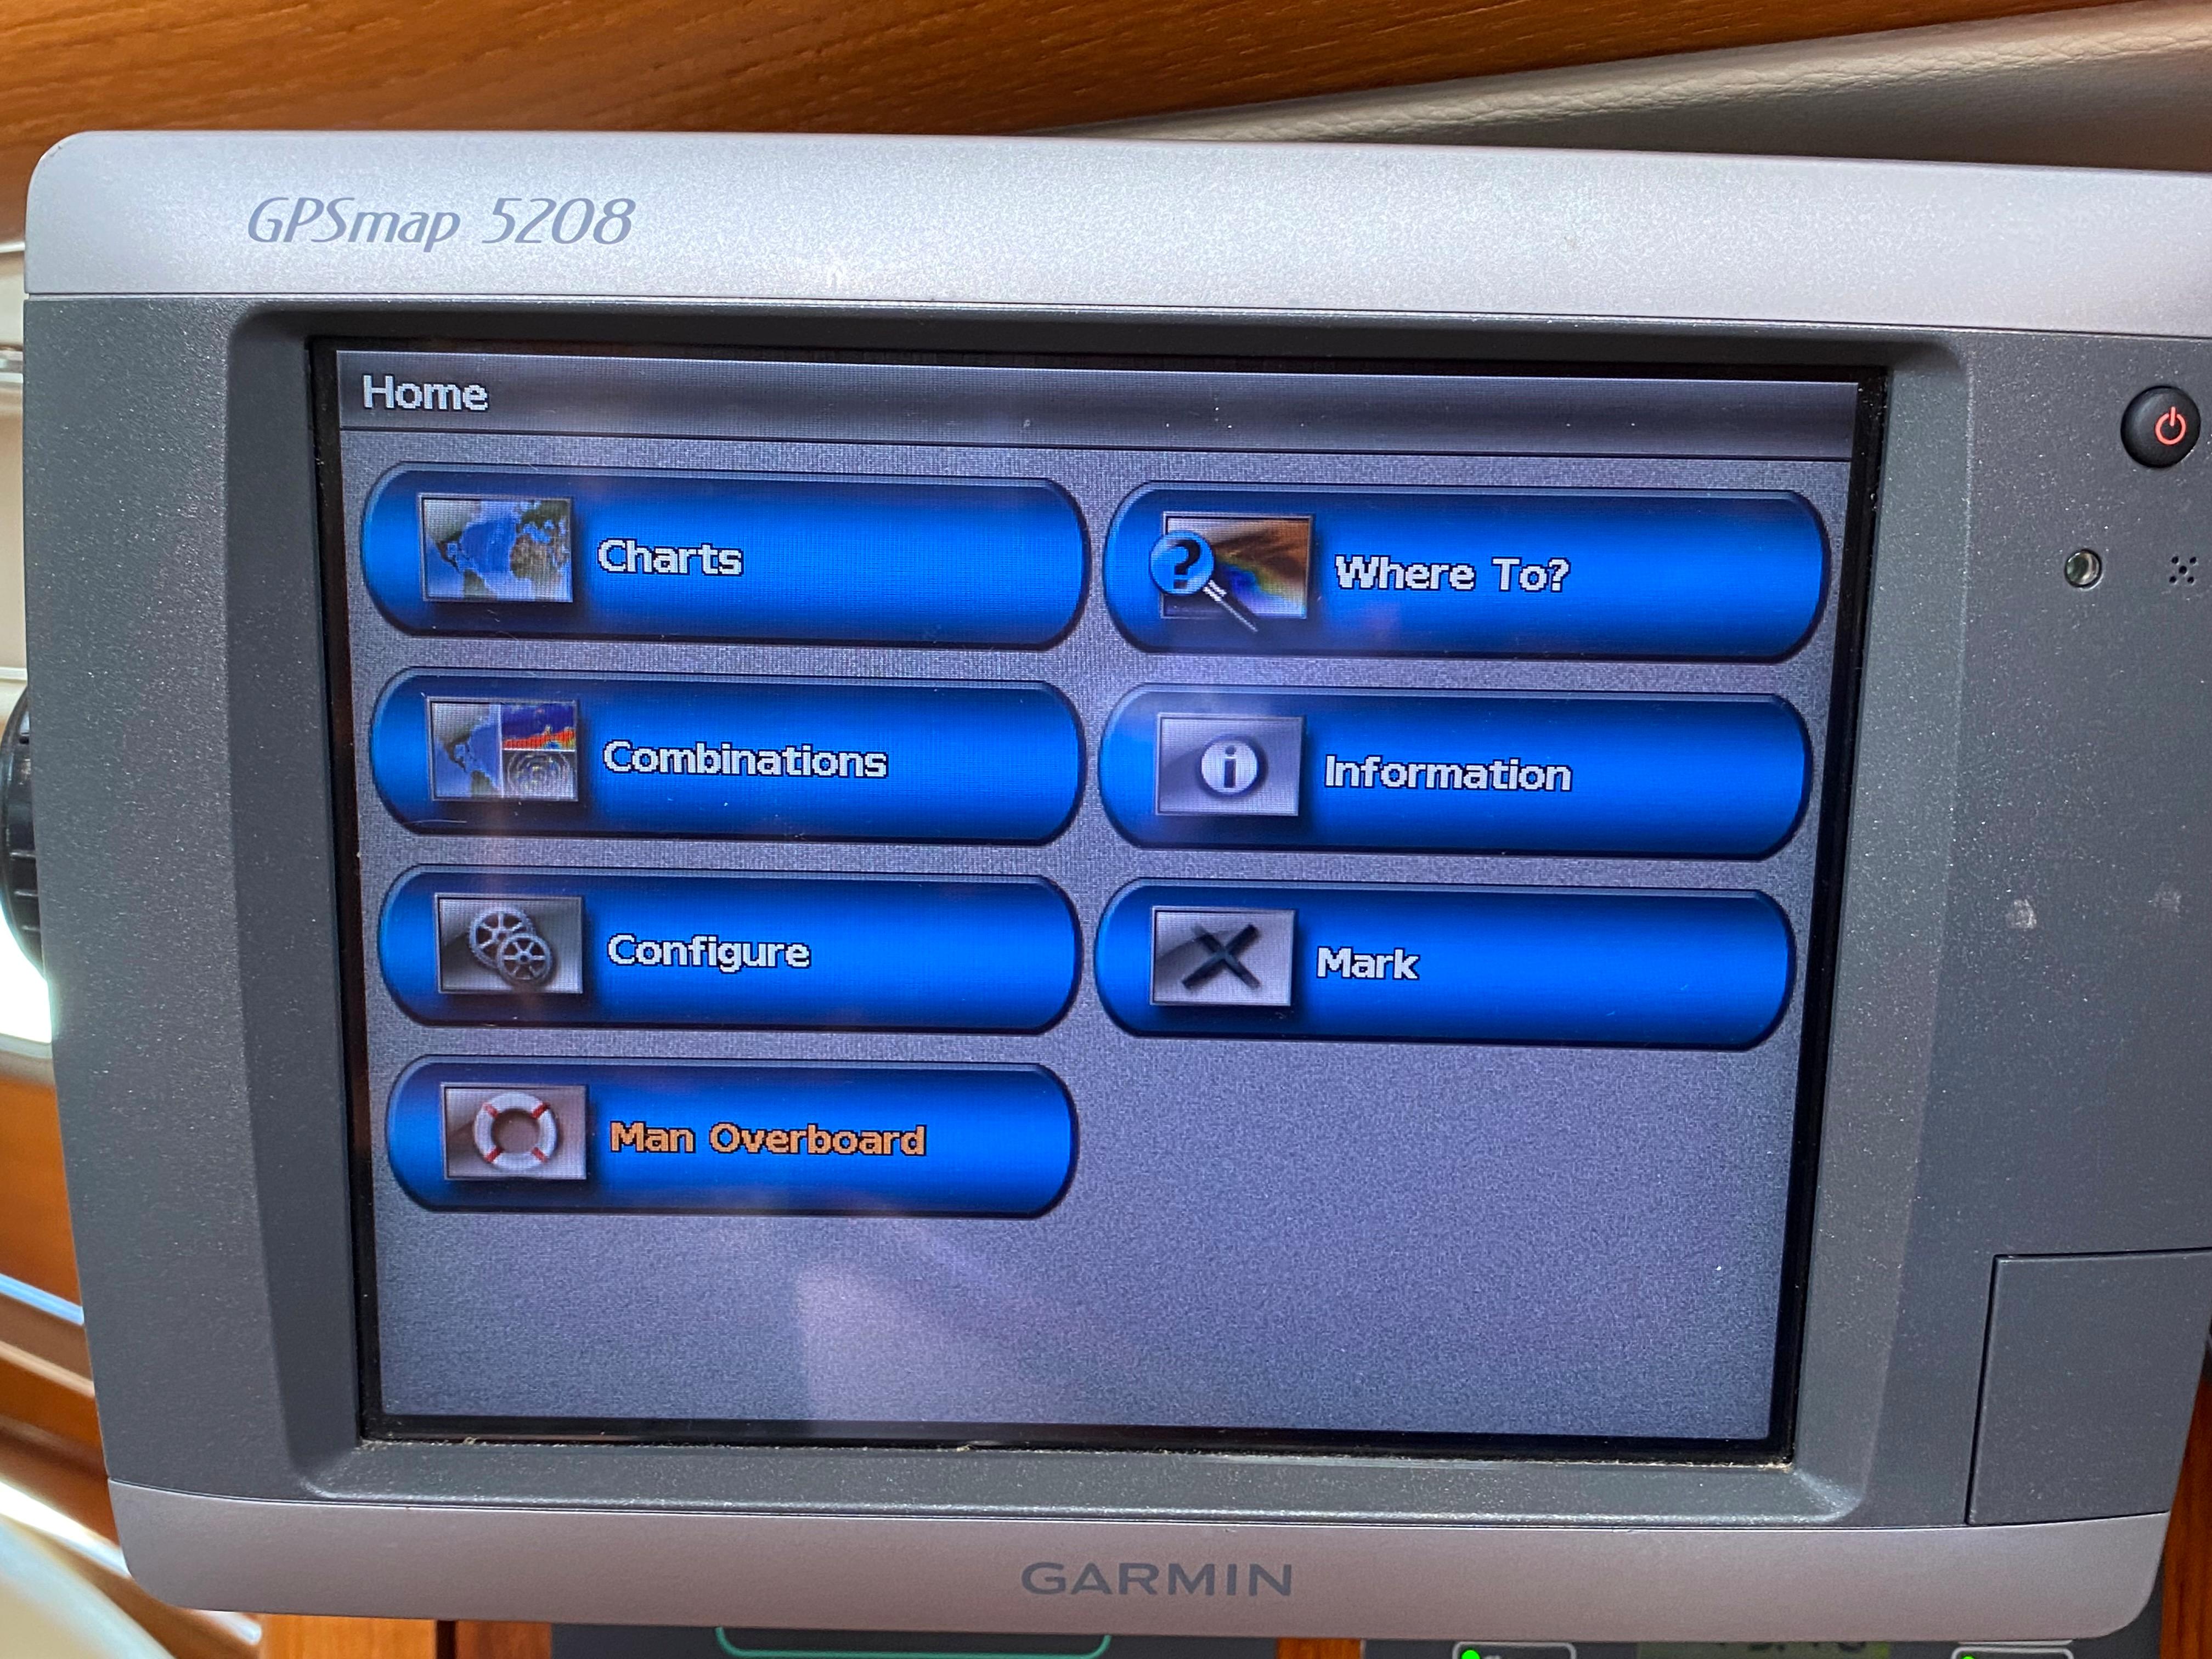 GPSmap 5208
Home
Charts
Where To?
Combinations
Information
Configure
Mark
Man Overboard
GARMIN